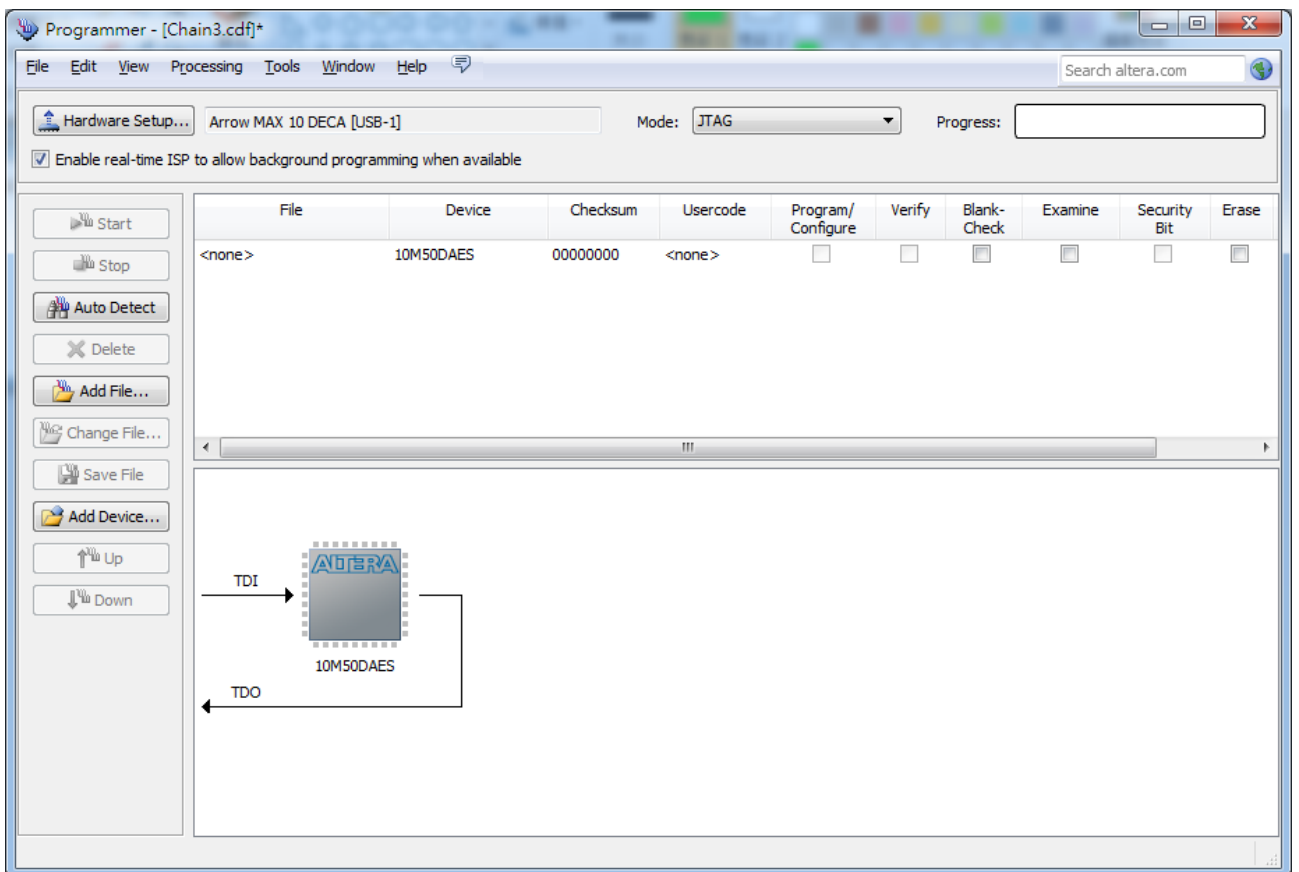 Programmer - [Chain3.cdf]*
File Edit View Processing Tools Window Help
Search altera.com
Hardware Setup... Arrow MAX 10 DECA [USB-1] Mode: JTAG Progress:
Enable real-time ISP to allow background programming when available
Start
Stop
Auto Detect
Delete
Add File...
Change File...
Save File
Add Device...
Up
Down
File Device Checksum Usercode Program/ Configure Verify Blank- Check Examine Security Bit Erase
<none> 10M50DAES 00000000 <none>
TDI
ALTERA
10M50DAES
TDO